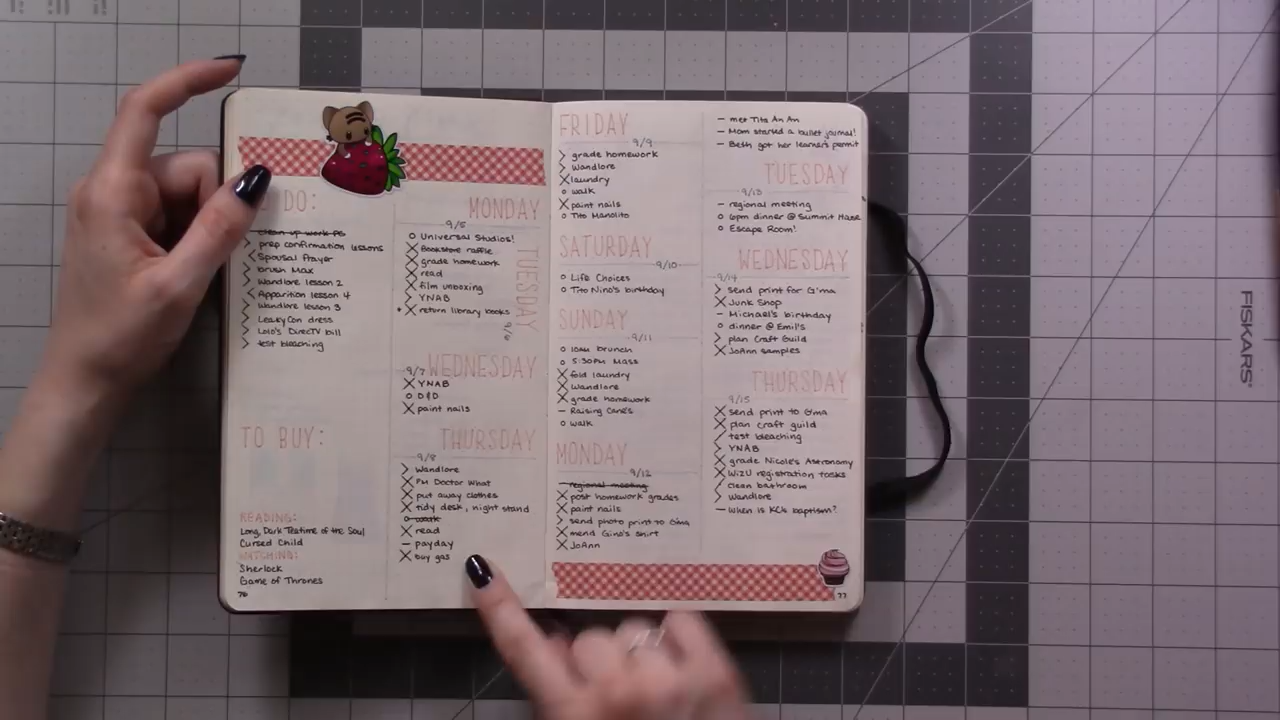 TO DO:
clean up work PC
> prep confirmation lessons
< Spousal Prayer
> brush Max
> Wandlore lesson 2
< Apparition lesson 4
> Wandlore lesson 3
> LeakyCon dress
> Lolo's DirecTV bill
> test bleaching
TO BUY:
READING:
Long, Dark Teatime of the Soul
Cursed Child
WATCHING:
Sherlock
Game of Thrones
76
MONDAY
9/5
o Universal Studios!
X Bookstore raffle
X grade homework
X read
X film unboxing
> YNAB
X return library books
TUESDAY
9/6
WEDNESDAY
9/7
X YNAB
o D&D
X paint nails
THURSDAY
9/8
> Wandlore
X PM Doctor What
X put away clothes
X tidy desk, night stand
o walk
X read
– payday
X buy gas
FRIDAY
9/9
> grade homework
> Wandlore
X laundry
o walk
X paint nails
o Tito Manolito
SATURDAY
9/10
o Life Choices
o Tito Nino's birthday
SUNDAY
9/11
o 10am brunch
o 5:30PM Mass
X fold laundry
X Wandlore
X grade homework
– Raising Cane's
o walk
MONDAY
9/12
– regional meeting
X post homework grades
X paint nails
> send photo print to Gma
X mend Gino's shirt
X JoAnn
– met Tita An An
– Mom started a bullet journal!
– Beth got her learner's permit
TUESDAY
9/13
– regional meeting
o 6pm dinner @ Summit House
o Escape Room!
WEDNESDAY
9/14
> send print for G'ma
X Junk Shop
– Michael's birthday
o dinner @ Emil's
> plan Craft Guild
X JoAnn samples
THURSDAY
9/15
X send print to Gma
X plan craft guild
test bleaching
YNAB
X grade Nicole's Astronomy
X WizU registration tasks
clean bathroom
Wandlore
– When is KC's baptism?
77
FISKARS